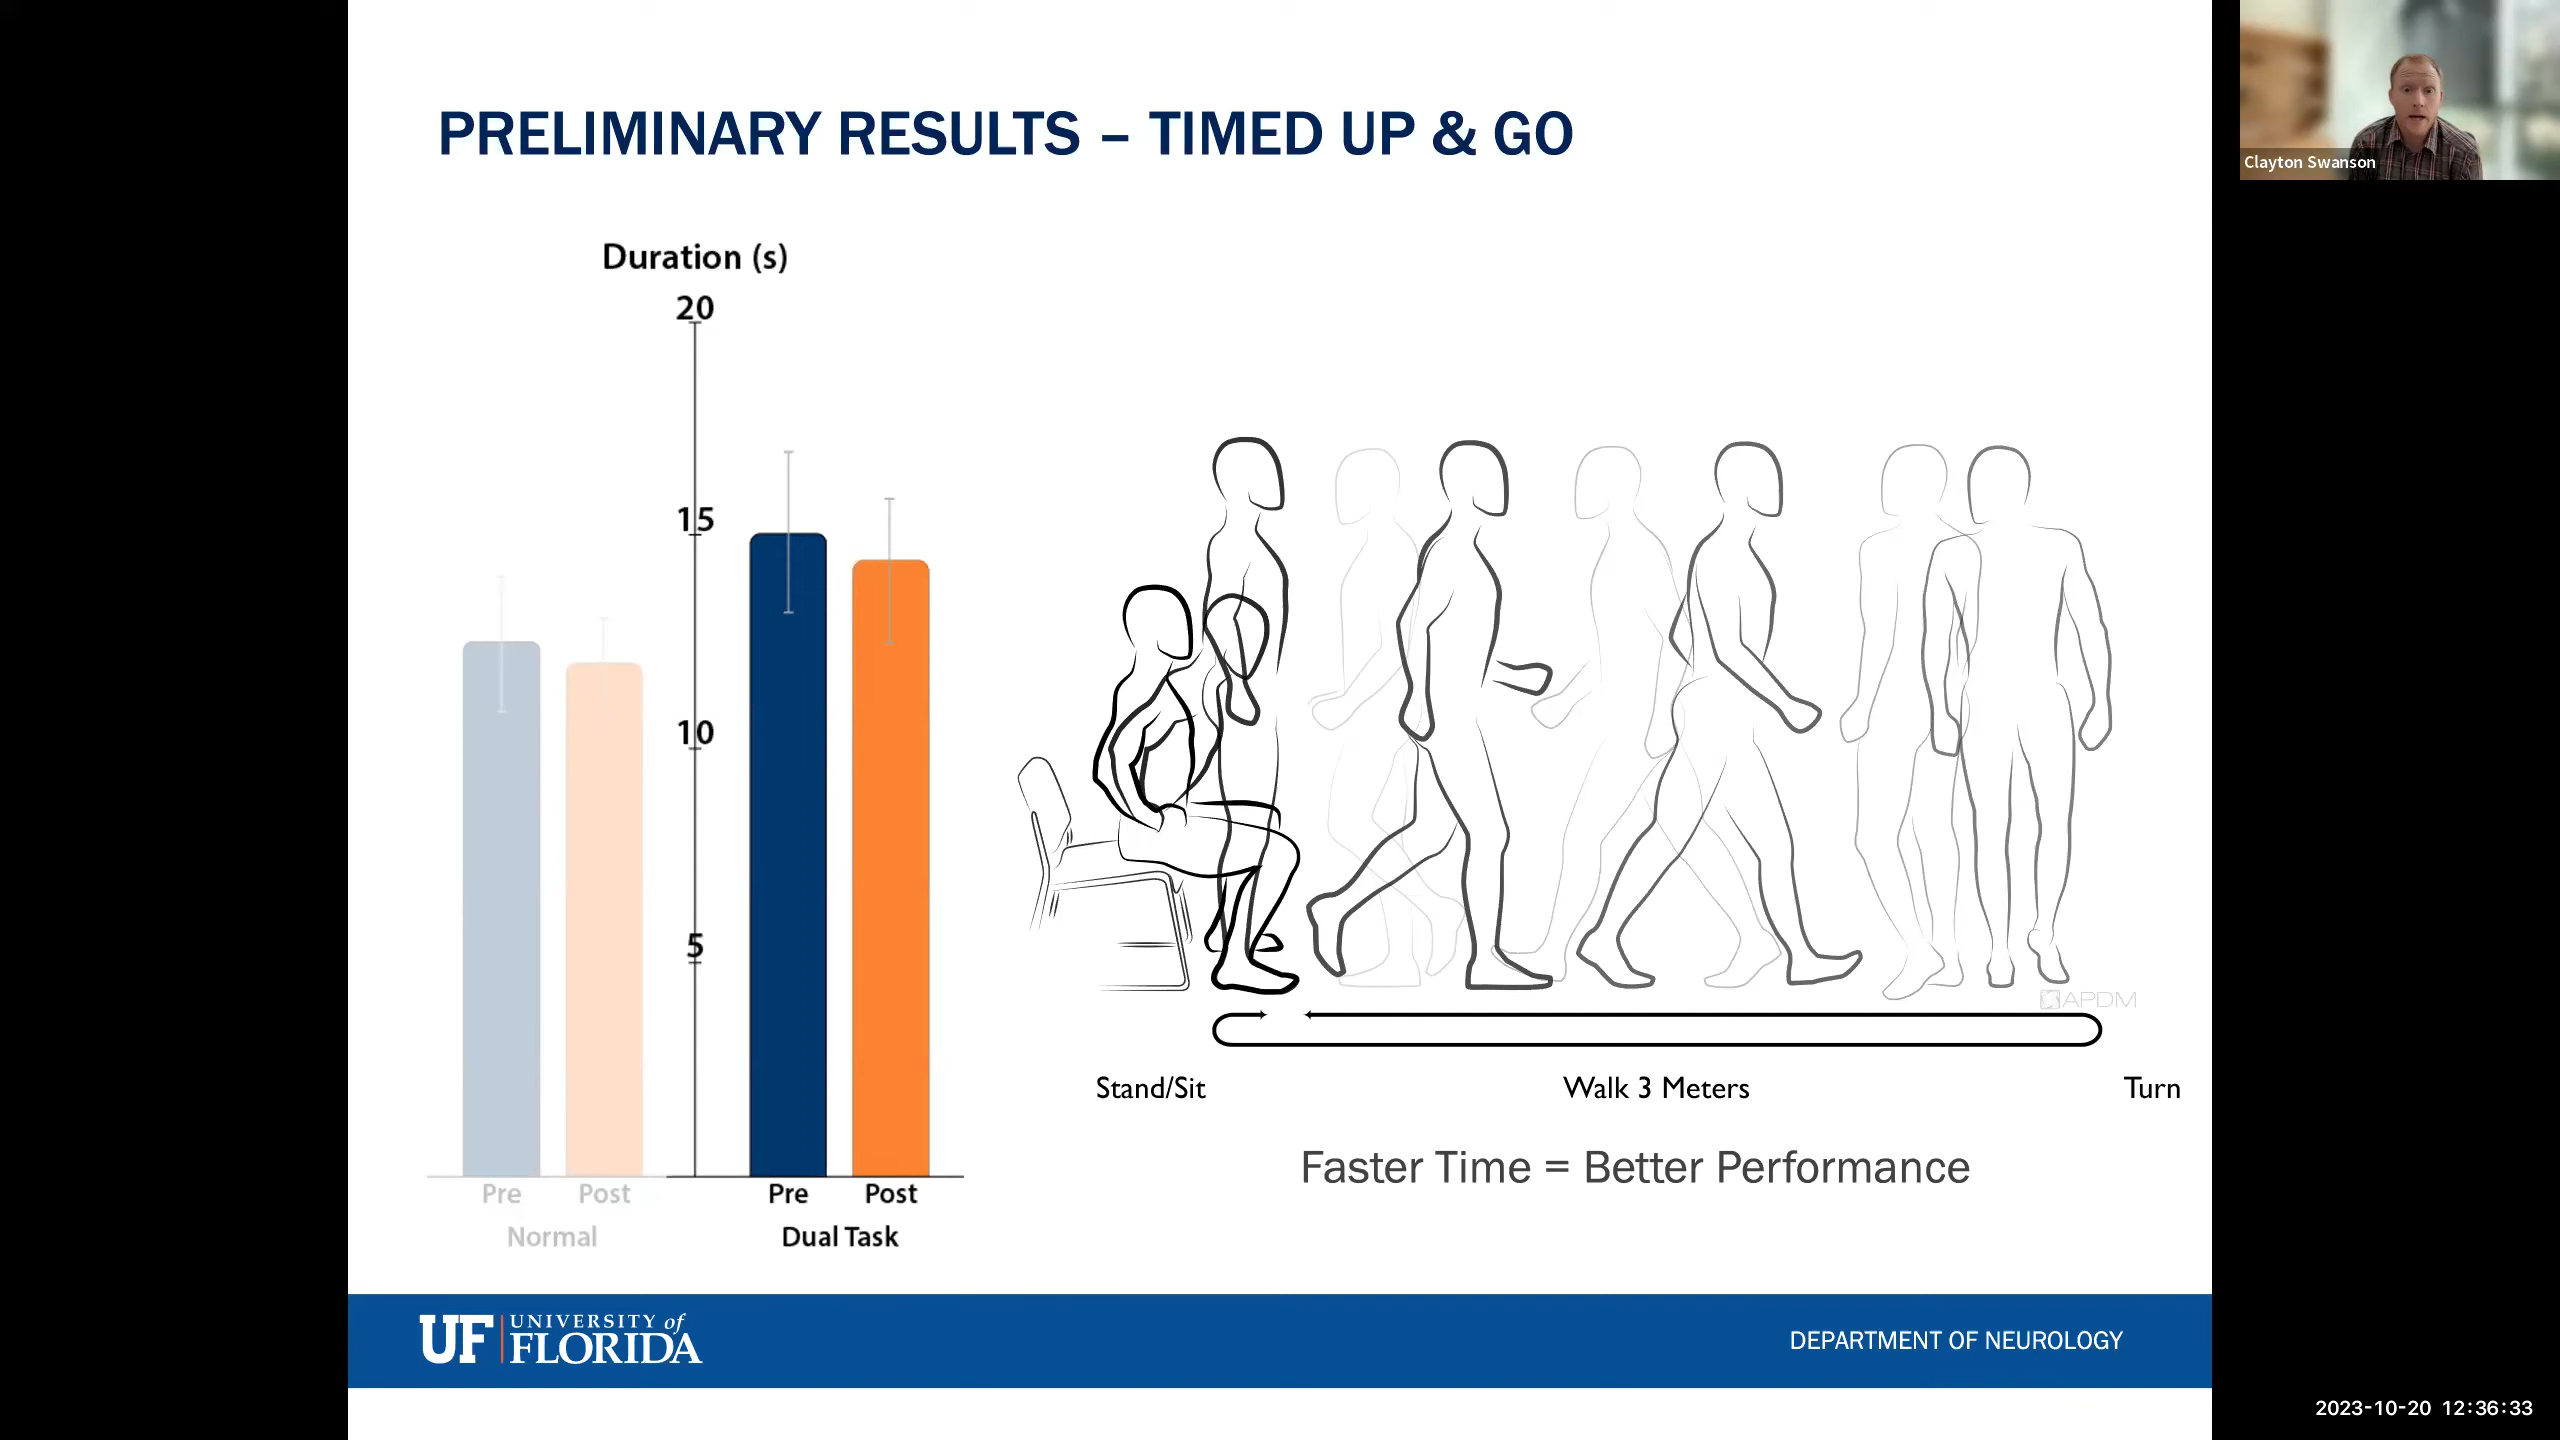 PRELIMINARY RESULTS – TIMED UP & GO
Clayton Swanson
Duration (s)
20
15
10
5
Pre Post Pre Post
Normal Dual Task
APDM
Stand/Sit Walk 3 Meters Turn
Faster Time = Better Performance
UF UNIVERSITY of
FLORIDA
DEPARTMENT OF NEUROLOGY
2023-10-20 12:36:33